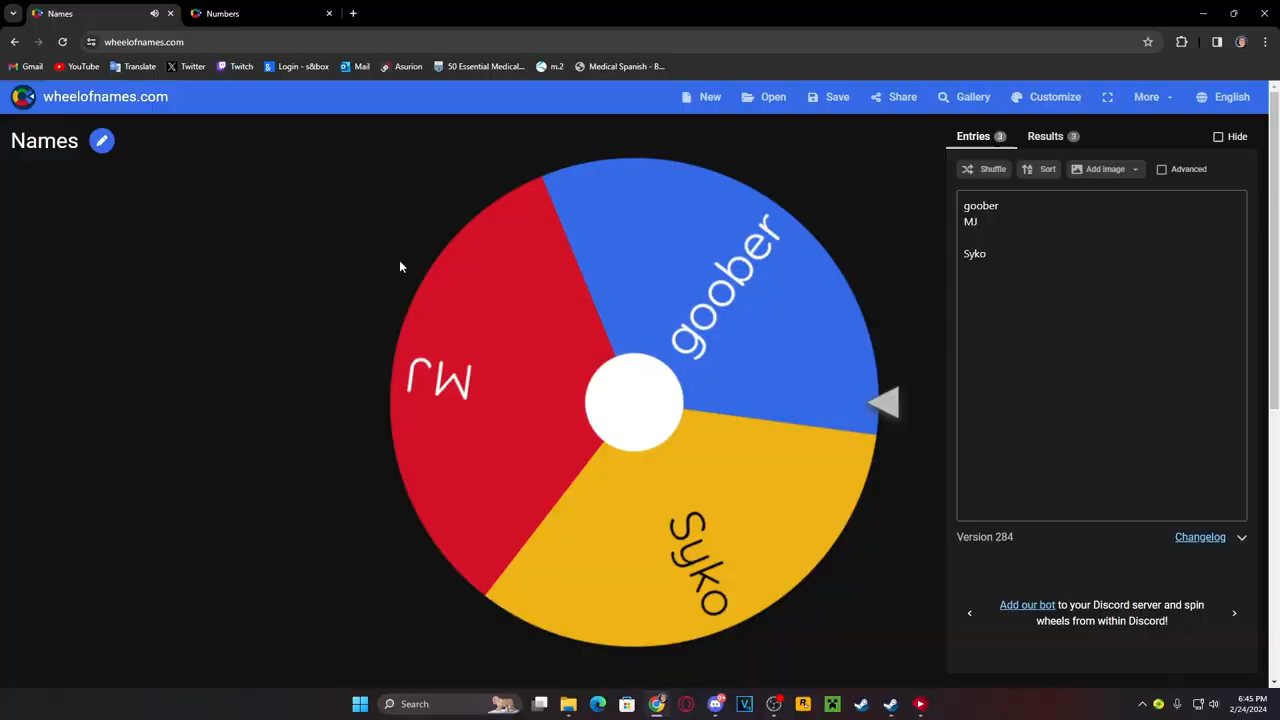 Names
Numbers
wheelofnames.com
Gmail
YouTube
Translate
Twitter
Twitch
Login - s&box
Mail
Asurion
50 Essential Medical...
m.2
Medical Spanish - B...
wheelofnames.com
New
Open
Save
Share
Gallery
Customize
More
English
Names
Entries 3
Results 3
Hide
Shuffle
Sort
Add image
Advanced
goober
MJ
Syko
goober
MJ
Syko
Version 284
Changelog
Add our bot to your Discord server and spin
wheels from within Discord!
Search
6:45 PM
2/24/2024